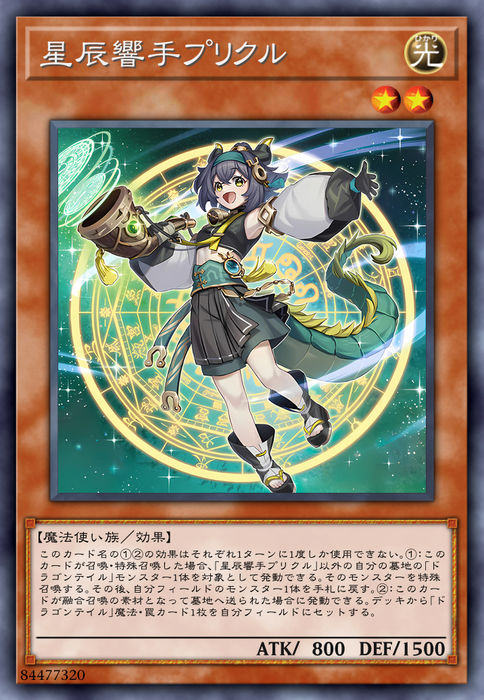 星辰響手プリクル
ひかり
光
【魔法使い族／効果】
このカード名の①②の効果はそれぞれ1ターンに1度しか使用できない。①：この
カードが召喚・特殊召喚した場合、「星辰響手プリクル」以外の自分の墓地の「ド
ラゴンテイル」モンスター1体を対象として発動できる。そのモンスターを特殊
召喚する。その後、自分フィールドのモンスター1体を手札に戻す。②：このカー
ドが融合召喚の素材となって墓地へ送られた場合に発動できる。デッキから「ド
ラゴンテイル」魔法・罠カード1枚を自分フィールドにセットする。
ATK/ 800 DEF/1500
84477320